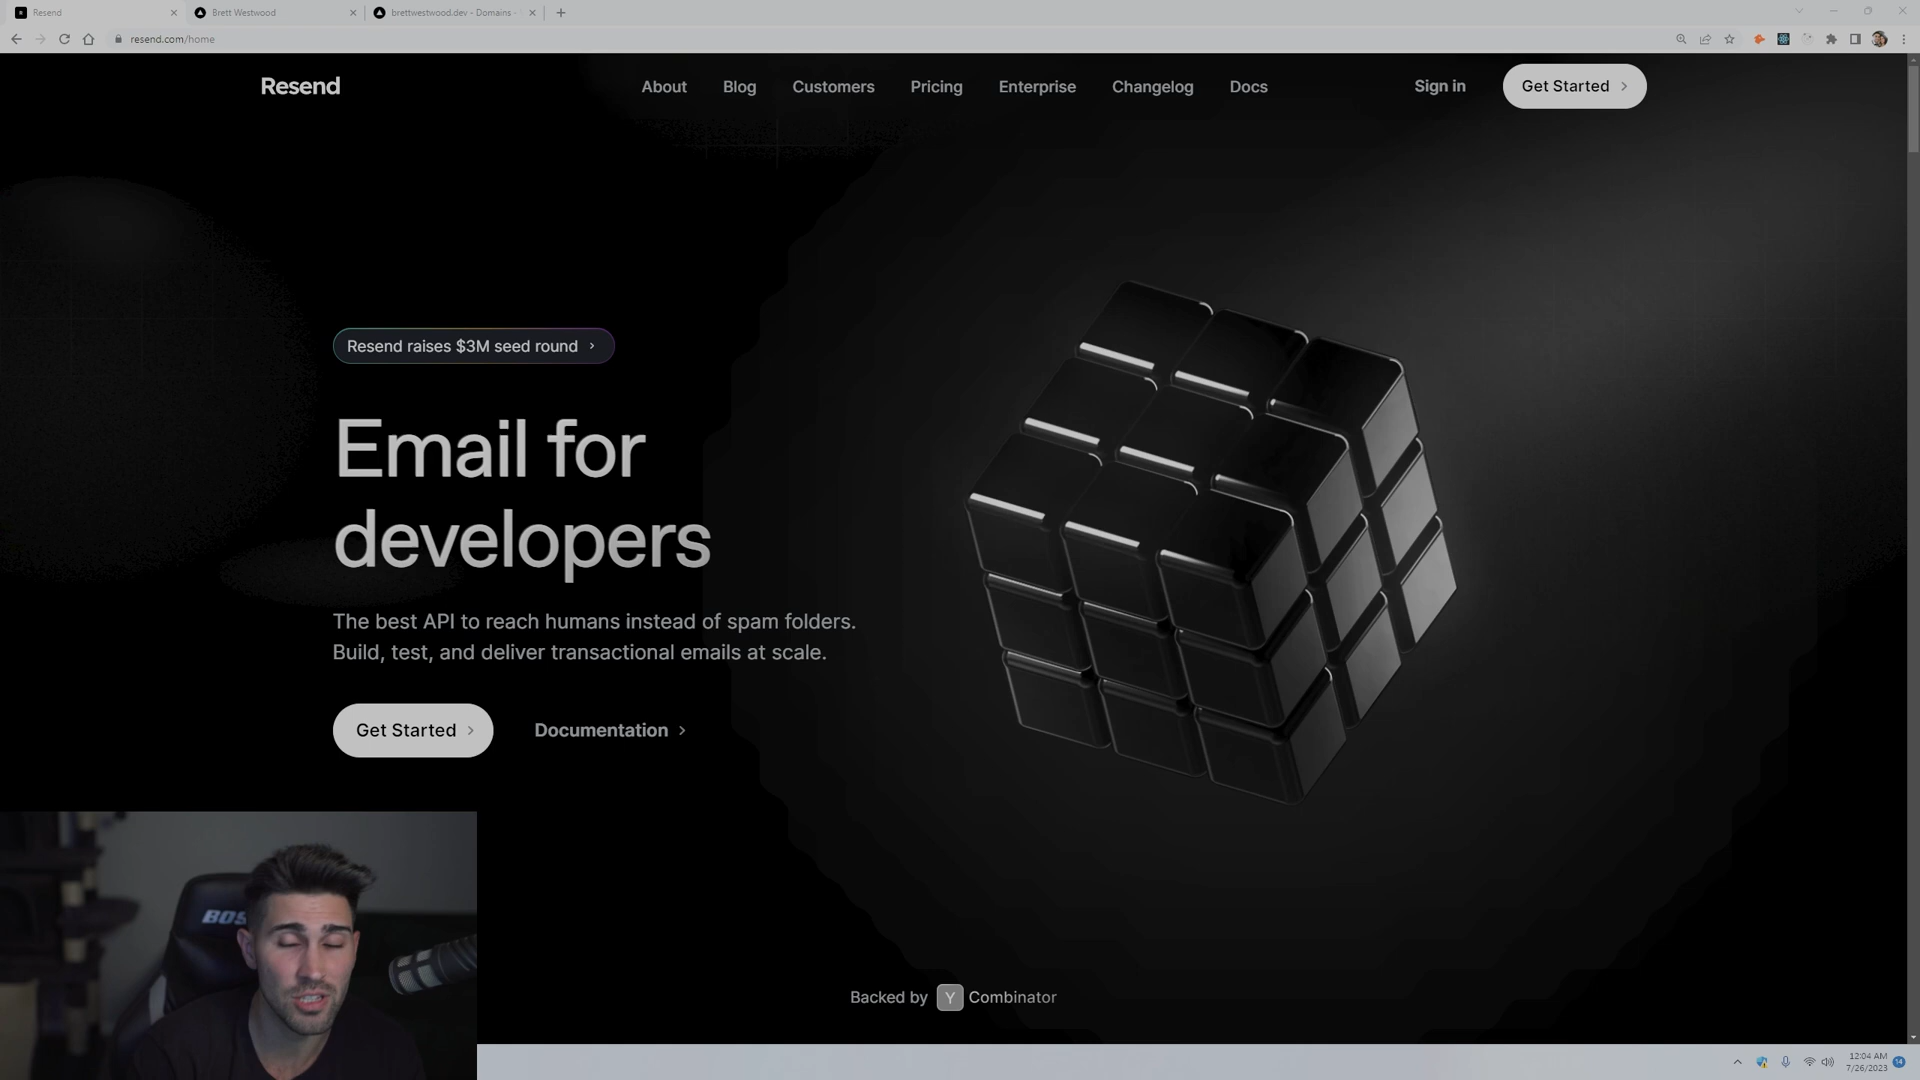 Resend
Brett Westwood
brettwestwood.dev - Domains -
resend.com/home
Resend
About
Blog
Customers
Pricing
Enterprise
Changelog
Docs
Sign in
Get Started
Resend raises $3M seed round
Email for
developers
The best API to reach humans instead of spam folders.
Build, test, and deliver transactional emails at scale.
Get Started
Documentation
BOS
Backed by Y Combinator
12:04 AM
7/26/2023
14